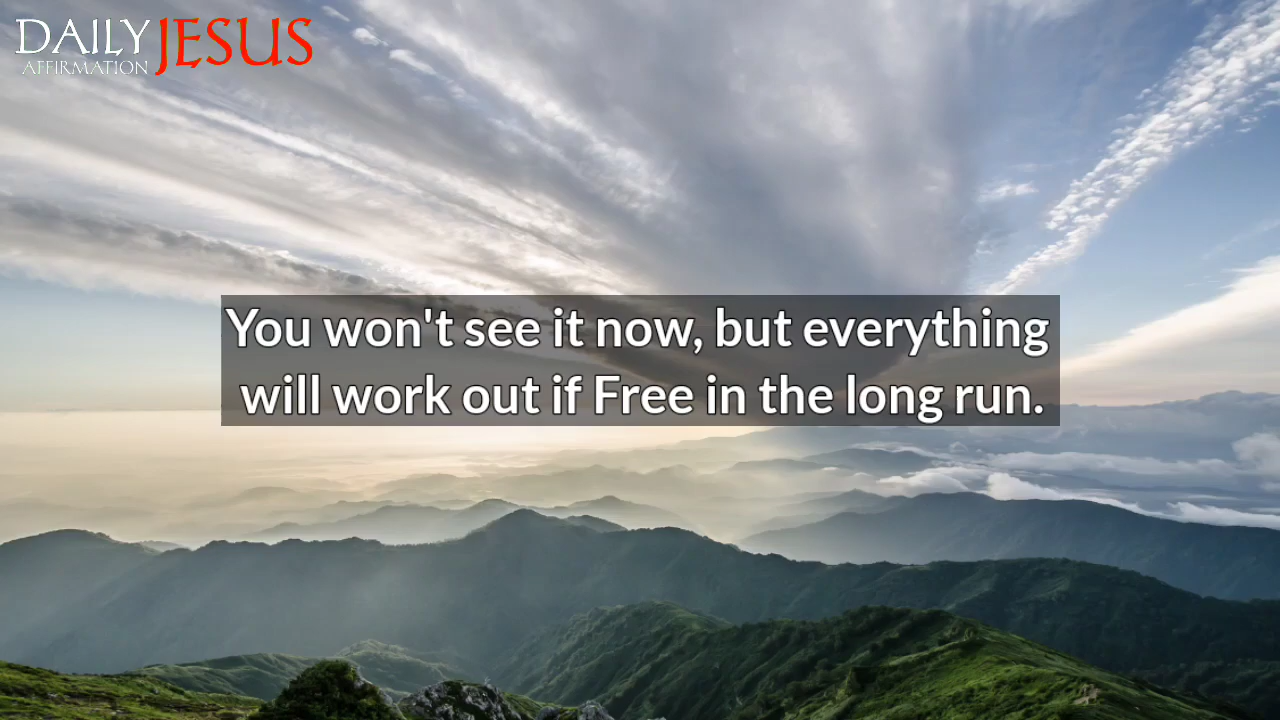 DAILY JESUS
AFFIRMATION
You won't see it now, but everything
will work out if Free in the long run.